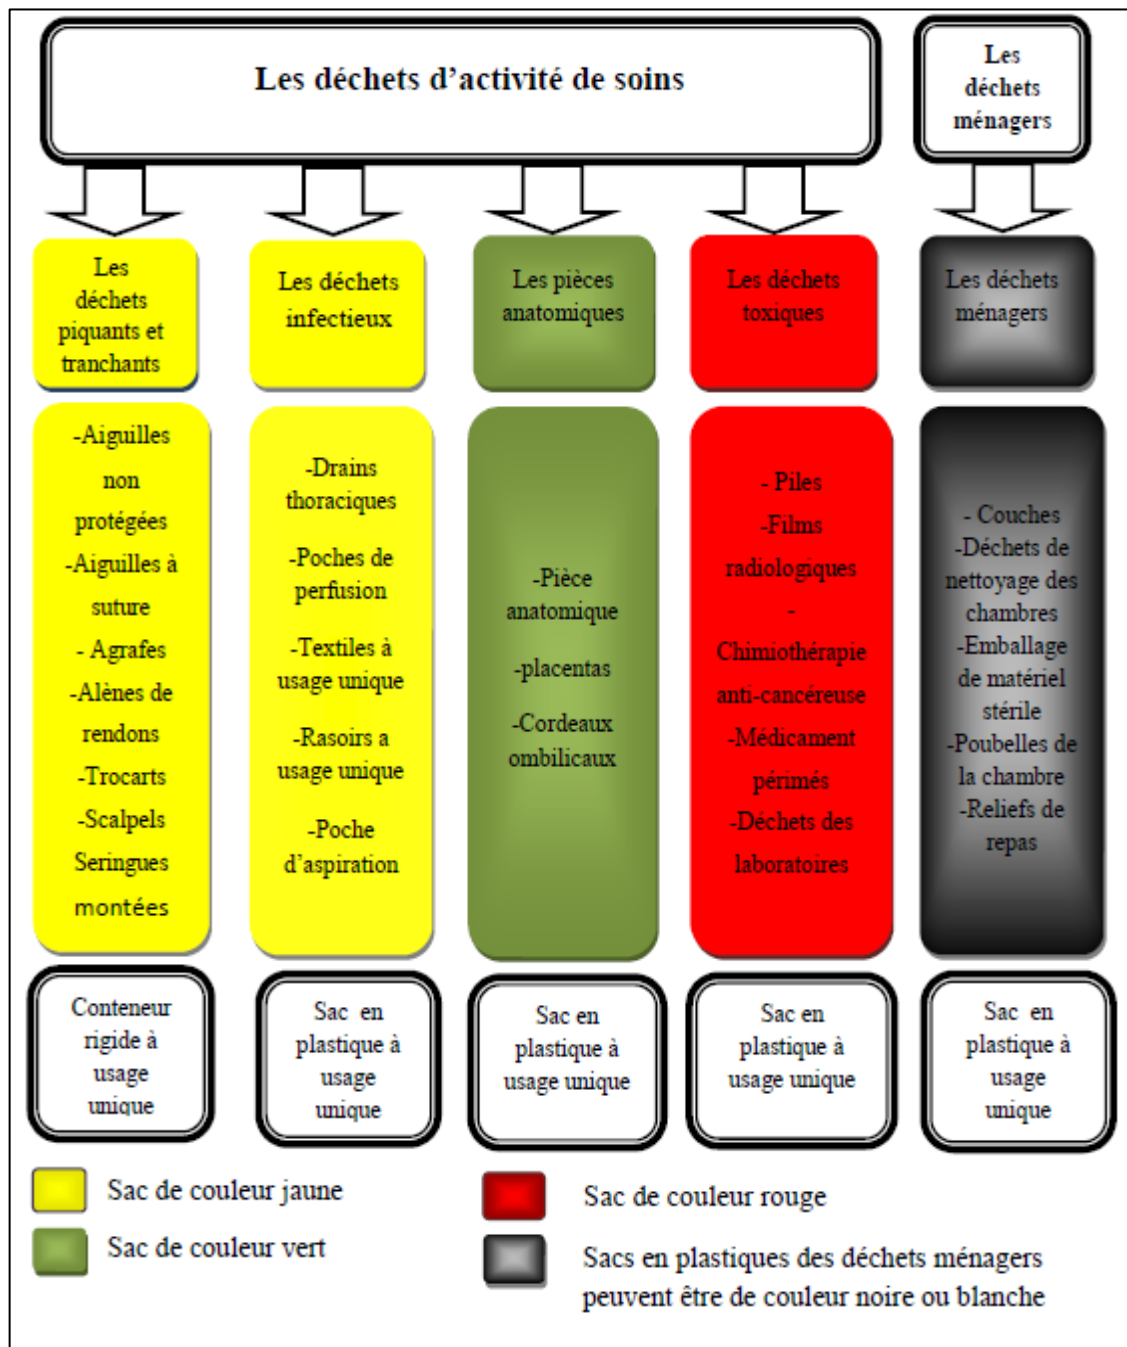 Les déchets d’activité de soins
Les
déchets
ménagers
Les
déchets
piquants et
tranchants
Les déchets
infectieux
Les pièces
anatomiques
Les déchets
toxiques
Les déchets
ménagers
-Aiguilles
non
protégées
-Aiguilles à
suture
- Agrafes
-Alènes de
rendons
-Trocarts
-Scalpels
Seringues
montées
-Drains
thoraciques
-Poches de
perfusion
-Textiles à
usage unique
-Rasoirs a
usage unique
-Poche
d’aspiration
-Pièce
anatomique
-placentas
-Cordeaux
ombilicaux
- Piles
-Films
radiologiques
-
Chimiothérapie
anti-cancéreuse
-Médicament
périmés
-Déchets des
laboratoires
- Couches
-Déchets de
nettoyage des
chambres
-Emballage
de matériel
stérile
-Poubelles de
la chambre
-Reliefs de
repas
Conteneur
rigide à
usage
unique
Sac en
plastique à
usage
unique
Sac en
plastique à
usage unique
Sac en
plastique à
usage unique
Sac en
plastique à
usage
unique
Sac de couleur jaune
Sac de couleur rouge
Sac de couleur vert
Sacs en plastiques des déchets ménagers
peuvent être de couleur noire ou blanche